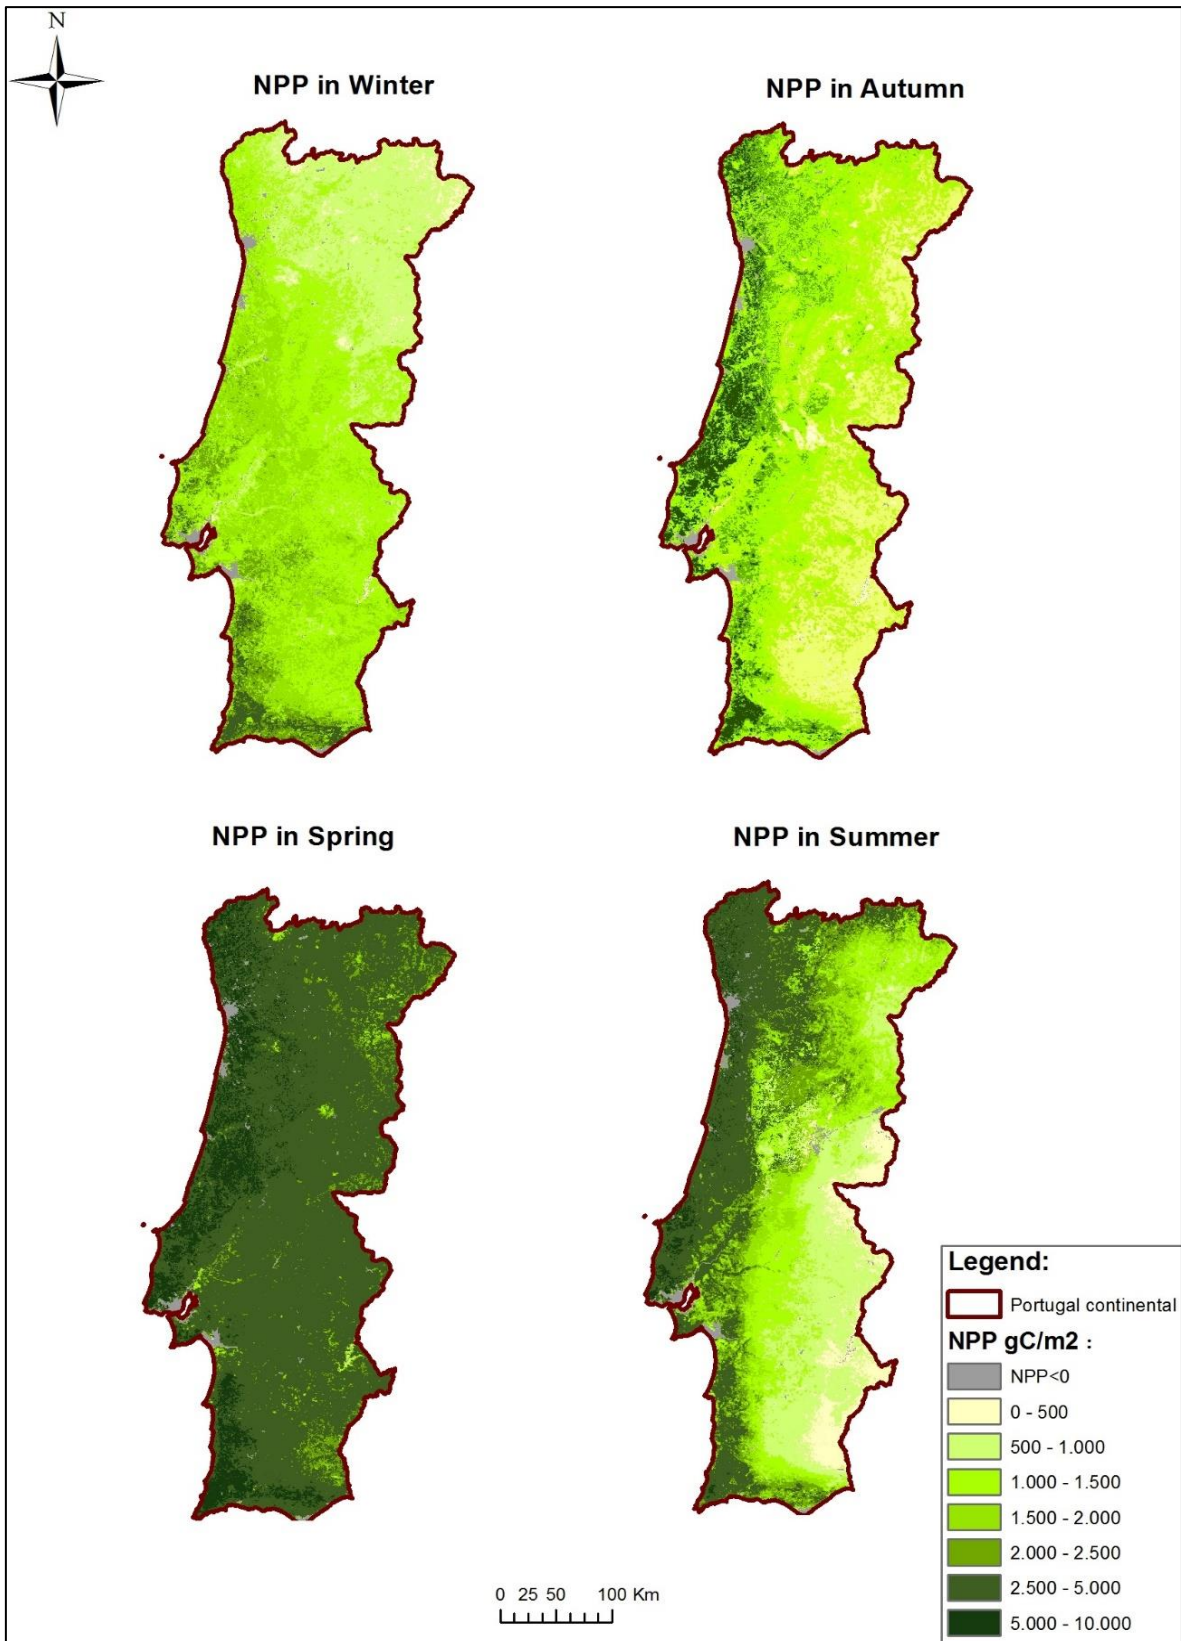 N
NPP in Winter
NPP in Autumn
NPP in Spring
NPP in Summer
Legend:
Portugal continental
NPP gC/m2 :
NPP<0
0 - 500
500 - 1.000
1.000 - 1.500
1.500 - 2.000
2.000 - 2.500
2.500 - 5.000
5.000 - 10.000
0 25 50 100 Km